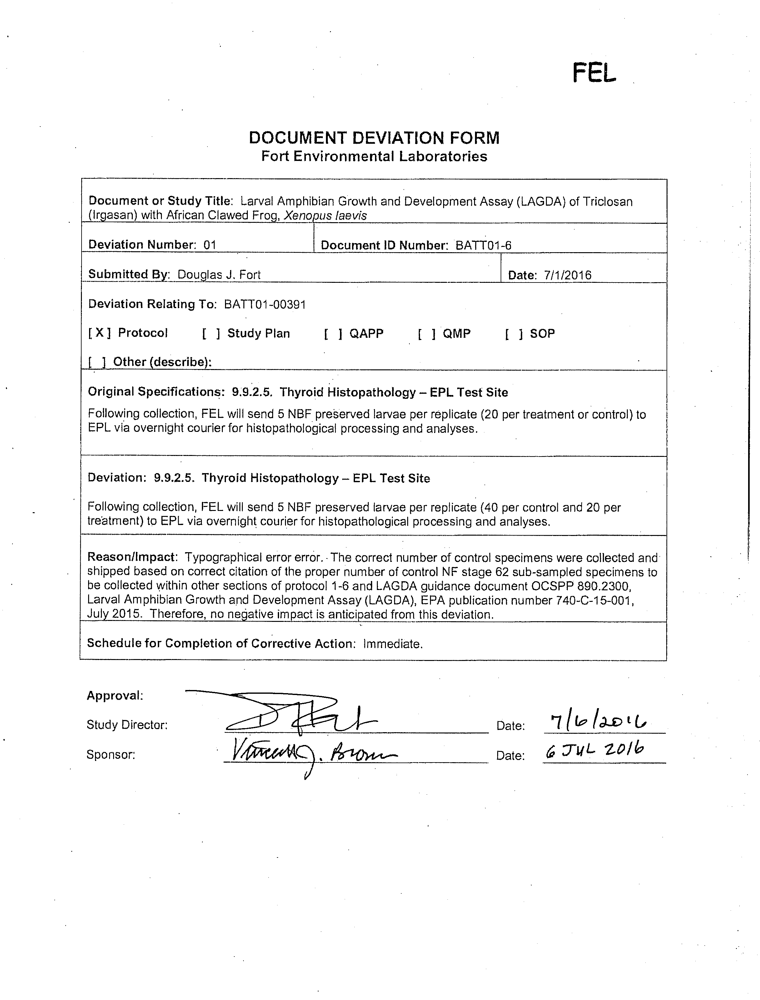 FEL
DOCUMENT DEVIATION FORM
Fort Environmental Laboratories
Document or Study Title: Larval Amphibian Growth and Development Assay (LAGDA) of Triclosan
(Irgasan) with African Clawed Frog, Xenopus laevis
Deviation Number: 01 Document ID Number: BATT01-6
Submitted By: Douglas J. Fort Date: 7/1/2016
Deviation Relating To: BATT01-00391
[X] Protocol [ ] Study Plan [ ] QAPP [ ] QMP [ ] SOP
[ ] Other (describe):
Original Specifications: 9.9.2.5. Thyroid Histopathology – EPL Test Site
Following collection, FEL will send 5 NBF preserved larvae per replicate (20 per treatment or control) to
EPL via overnight courier for histopathological processing and analyses.
Deviation: 9.9.2.5. Thyroid Histopathology – EPL Test Site
Following collection, FEL will send 5 NBF preserved larvae per replicate (40 per control and 20 per
treatment) to EPL via overnight courier for histopathological processing and analyses.
Reason/Impact: Typographical error error. The correct number of control specimens were collected and
shipped based on correct citation of the proper number of control NF stage 62 sub-sampled specimens to
be collected within other sections of protocol 1-6 and LAGDA guidance document OCSPP 890.2300,
Larval Amphibian Growth and Development Assay (LAGDA), EPA publication number 740-C-15-001,
July 2015. Therefore, no negative impact is anticipated from this deviation.
Schedule for Completion of Corrective Action: Immediate.
Approval:
Study Director: Date: 7/6/2016
Sponsor: Vincent J. Brown Date: 6 JUL 2016